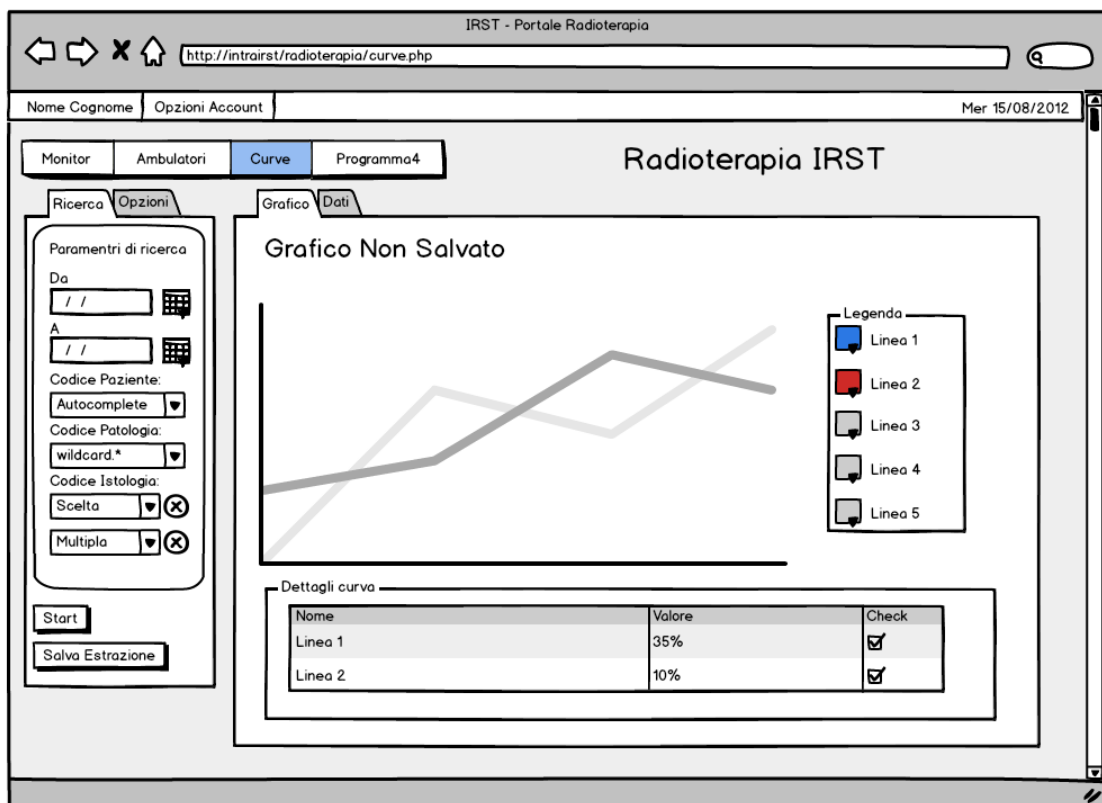 IRST - Portale Radioterapia
http://intrairst/radioterapia/curve.php
Nome Cognome Opzioni Account Mer 15/08/2012
Monitor Ambulatori Curve Programma4
Radioterapia IRST
Ricerca Opzioni
Paramentri di ricerca
Da
/ /
A
/ /
Codice Paziente:
Autocomplete
Codice Patologia:
wildcard.*
Codice Istologia:
Scelta
Multipla
Start
Salva Estrazione
Grafico Dati
Grafico Non Salvato
Legenda
Linea 1
Linea 2
Linea 3
Linea 4
Linea 5
Dettagli curva
Nome Valore Check
Linea 1 35%
Linea 2 10%